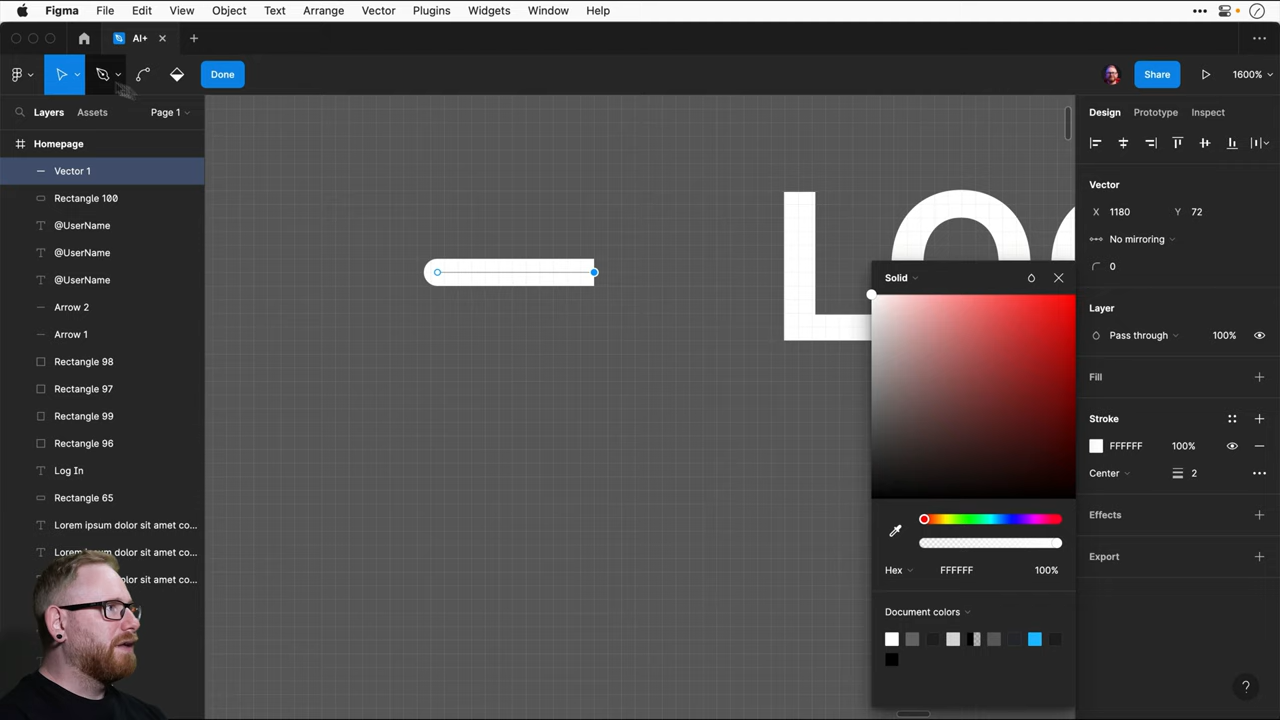 Figma File Edit View Object Text Arrange Vector Plugins Widgets Window Help
AI+
Done
Share
1600%
Layers Assets Page 1
Design Prototype Inspect
Homepage
Vector 1
Rectangle 100
@UserName
@UserName
@UserName
Arrow 2
Arrow 1
Rectangle 98
Rectangle 97
Rectangle 99
Rectangle 96
Log In
Rectangle 65
Lorem ipsum dolor sit amet co...
Lorem ipsum dolor sit amet co...
dolor sit amet co...
LO
Solid
Hex FFFFFF 100%
Document colors
Vector
X 1180 Y 72
No mirroring
0
Layer
Pass through 100%
Fill
Stroke
FFFFFF 100%
Center 2
Effects
Export
?